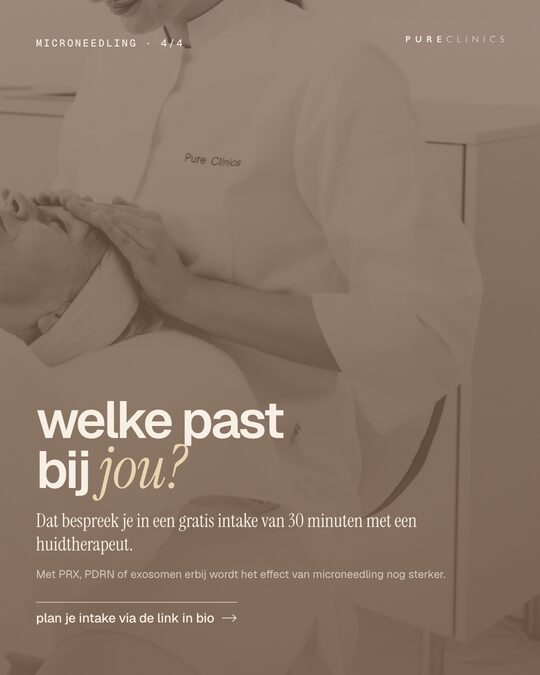 MICRONEEDLING · 4/4
PURECLINICS
Pure Clinics
welke past
bij jou?
Dat bespreek je in een gratis intake van 30 minuten met een
huidtherapeut.
Met PRX, PDRN of exosomen erbij wordt het effect van microneedling nog sterker.
plan je intake via de link in bio →